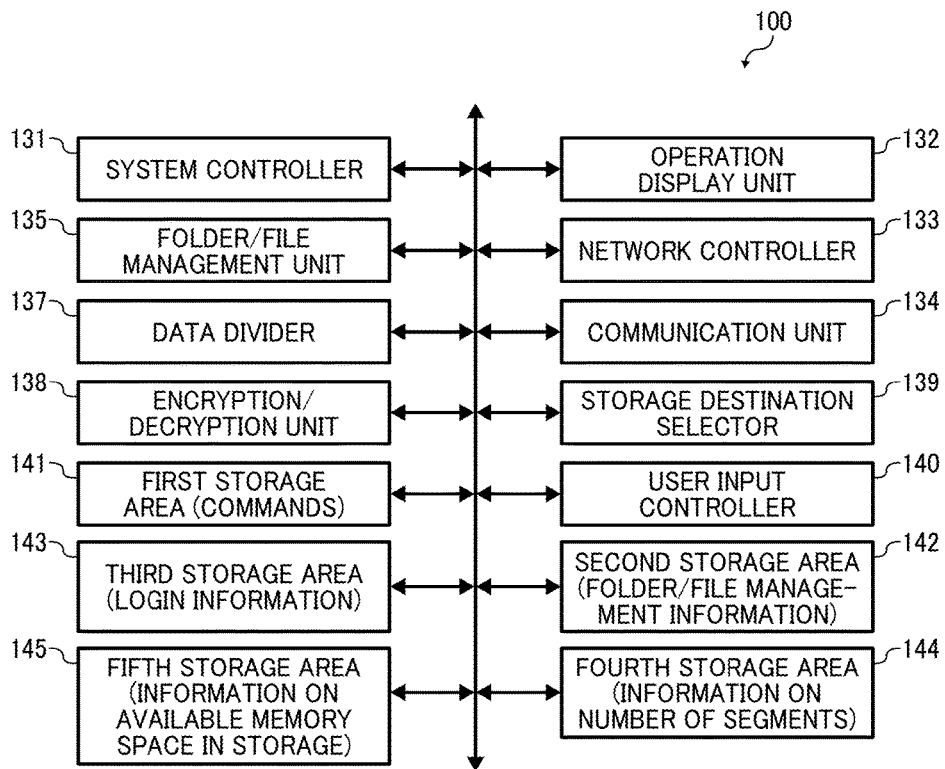 100
131
SYSTEM CONTROLLER
132
OPERATION
DISPLAY UNIT
135
FOLDER/FILE
MANAGEMENT UNIT
133
NETWORK CONTROLLER
137
DATA DIVIDER
134
COMMUNICATION UNIT
138
ENCRYPTION/
DECRYPTION UNIT
139
STORAGE DESTINATION
SELECTOR
141
FIRST STORAGE
AREA (COMMANDS)
140
USER INPUT
CONTROLLER
143
THIRD STORAGE AREA
(LOGIN INFORMATION)
142
SECOND STORAGE AREA
(FOLDER/FILE MANAGE-
MENT INFORMATION)
145
FIFTH STORAGE AREA
(INFORMATION ON
AVAILABLE MEMORY
SPACE IN STORAGE)
144
FOURTH STORAGE AREA
(INFORMATION ON
NUMBER OF SEGMENTS)